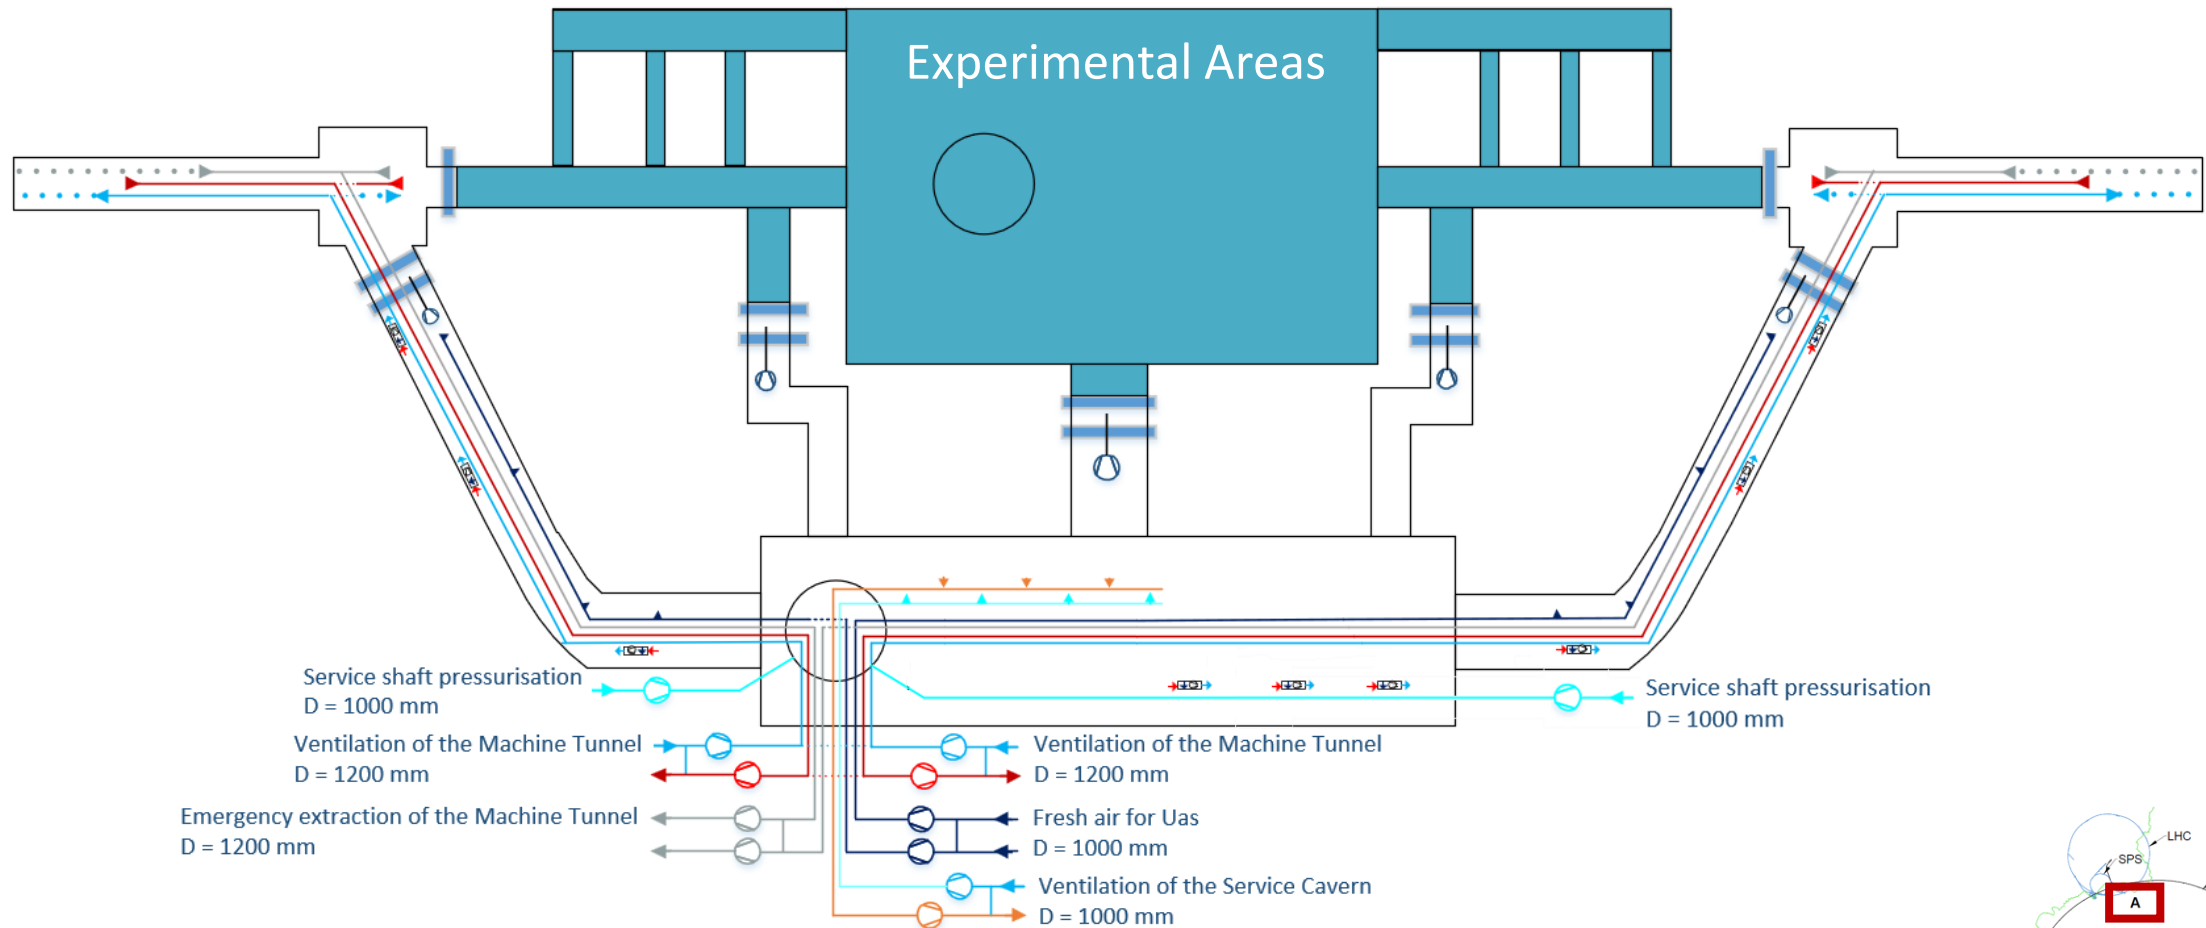 Experimental Areas
Service shaft pressurisation
D = 1000 mm
Service shaft pressurisation
D = 1000 mm
Ventilation of the Machine Tunnel
D = 1200 mm
Ventilation of the Machine Tunnel
D = 1200 mm
Emergency extraction of the Machine Tunnel
D = 1200 mm
Fresh air for Uas
D = 1000 mm
Ventilation of the Service Cavern
D = 1000 mm
LHC
SPS
A